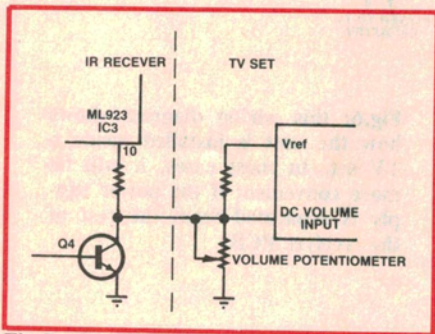 IR RECEVER
TV SET
ML923
IC3
10
Vref
DC VOLUME
INPUT
Q4
VOLUME POTENTIOMETER